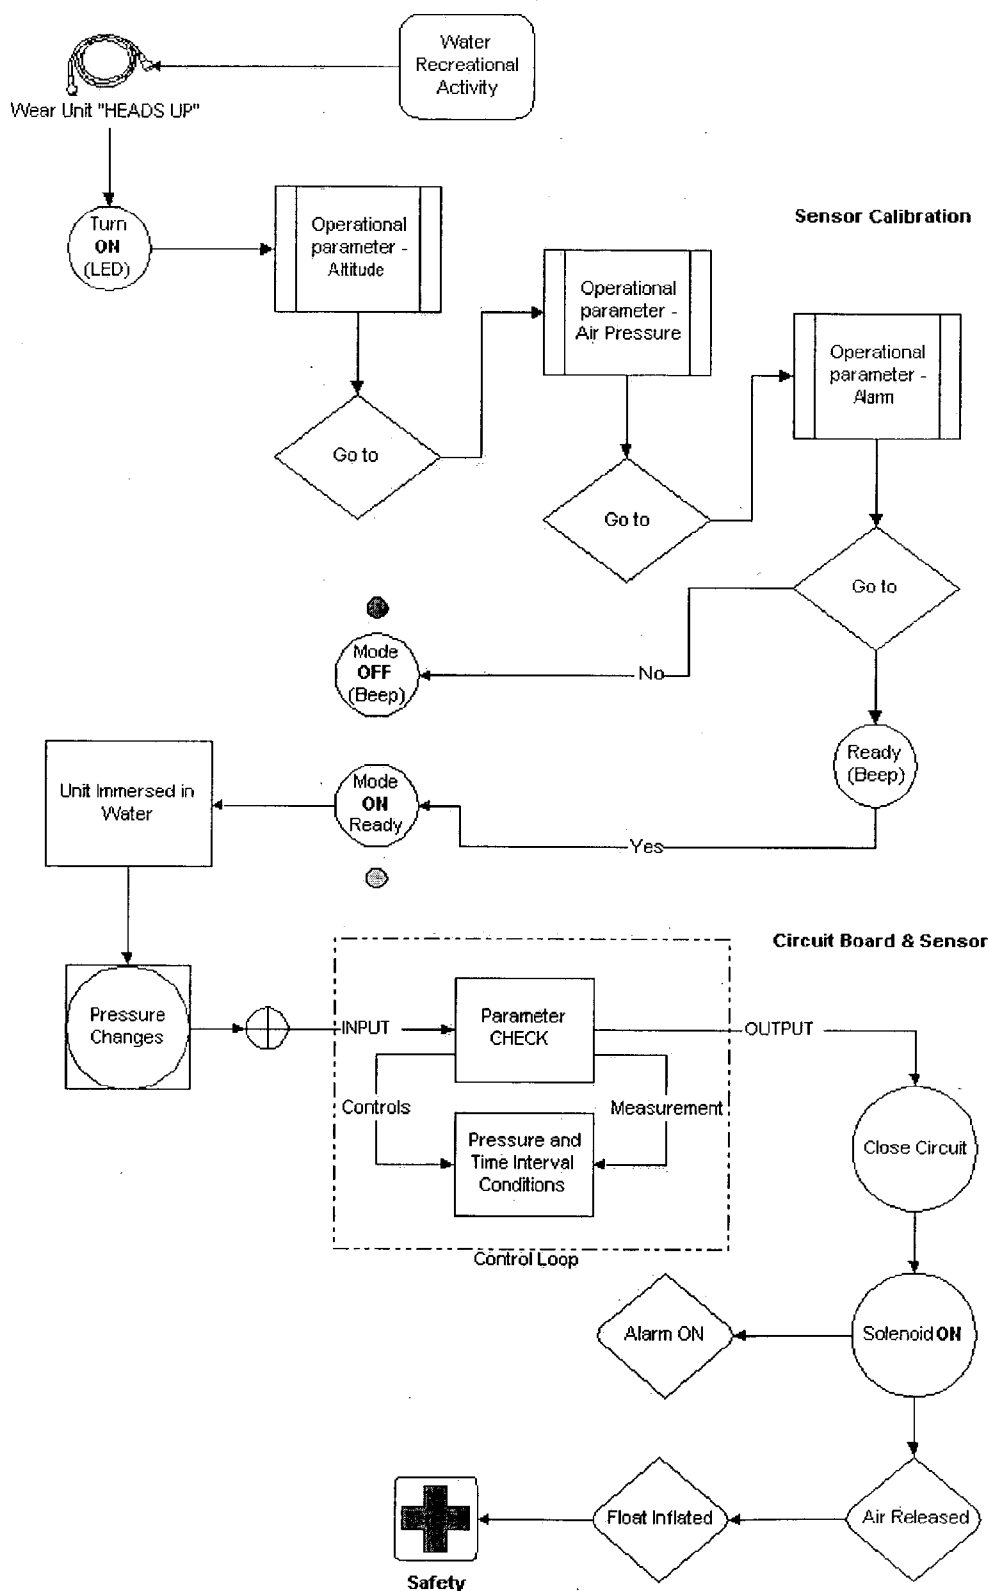 Water
Recreational
Activity
Wear Unit "HEADS UP"
Turn
ON
(LED)
Operational
parameter -
Altitude
Sensor Calibration
Operational
parameter -
Air Pressure
Operational
parameter -
Alarm
Go to
Go to
Go to
Mode
OFF
(Beep)
No
Ready
(Beep)
Unit Immersed in
Water
Mode
ON
Ready
Yes
Circuit Board & Sensor
Pressure
Changes
INPUT
Parameter
CHECK
OUTPUT
Controls
Measurement
Pressure and
Time Interval
Conditions
Close Circuit
Control Loop
Alarm ON
Solenoid ON
Float Inflated
Air Released
Safety